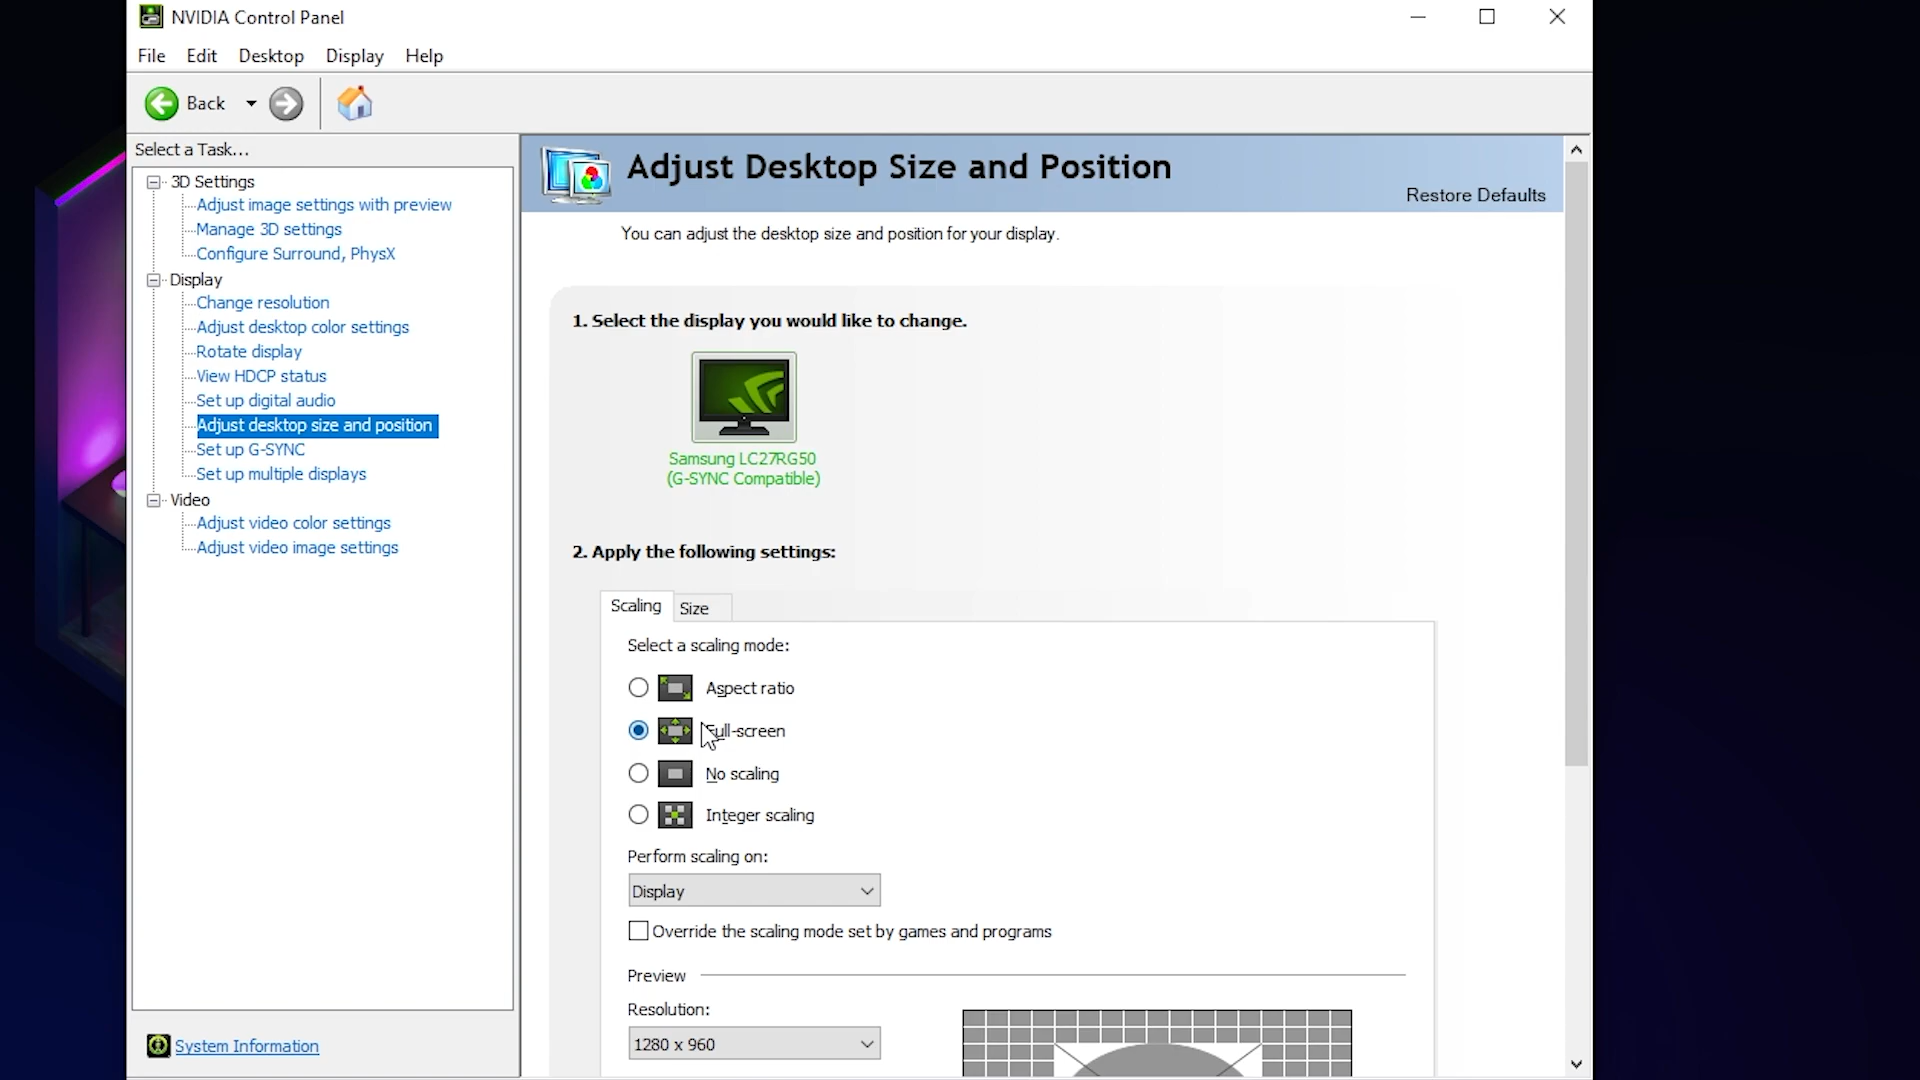 NVIDIA Control Panel
File Edit Desktop Display Help
Back
Select a Task...
3D Settings
Adjust image settings with preview
Manage 3D settings
Configure Surround, PhysX
Display
Change resolution
Adjust desktop color settings
Rotate display
View HDCP status
Set up digital audio
Adjust desktop size and position
Set up G-SYNC
Set up multiple displays
Video
Adjust video color settings
Adjust video image settings
System Information
Adjust Desktop Size and Position
Restore Defaults
You can adjust the desktop size and position for your display.
1. Select the display you would like to change.
Samsung LC27RG50
(G-SYNC Compatible)
2. Apply the following settings:
Scaling Size
Select a scaling mode:
Aspect ratio
Full-screen
No scaling
Integer scaling
Perform scaling on:
Display
Override the scaling mode set by games and programs
Preview
Resolution:
1280 x 960